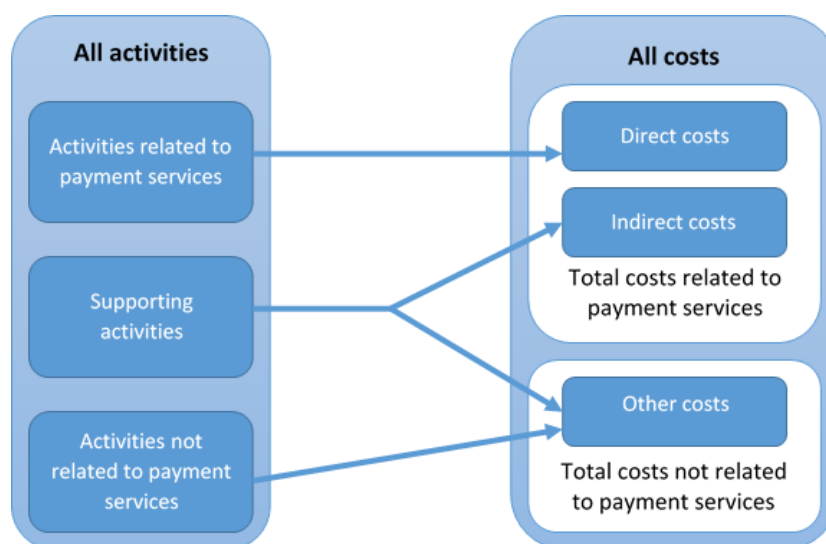 All activities
Activities related to
payment services
Supporting
activities
Activities not
related to payment
services
All costs
Direct costs
Indirect costs
Total costs related to
payment services
Other costs
Total costs not related
to payment services